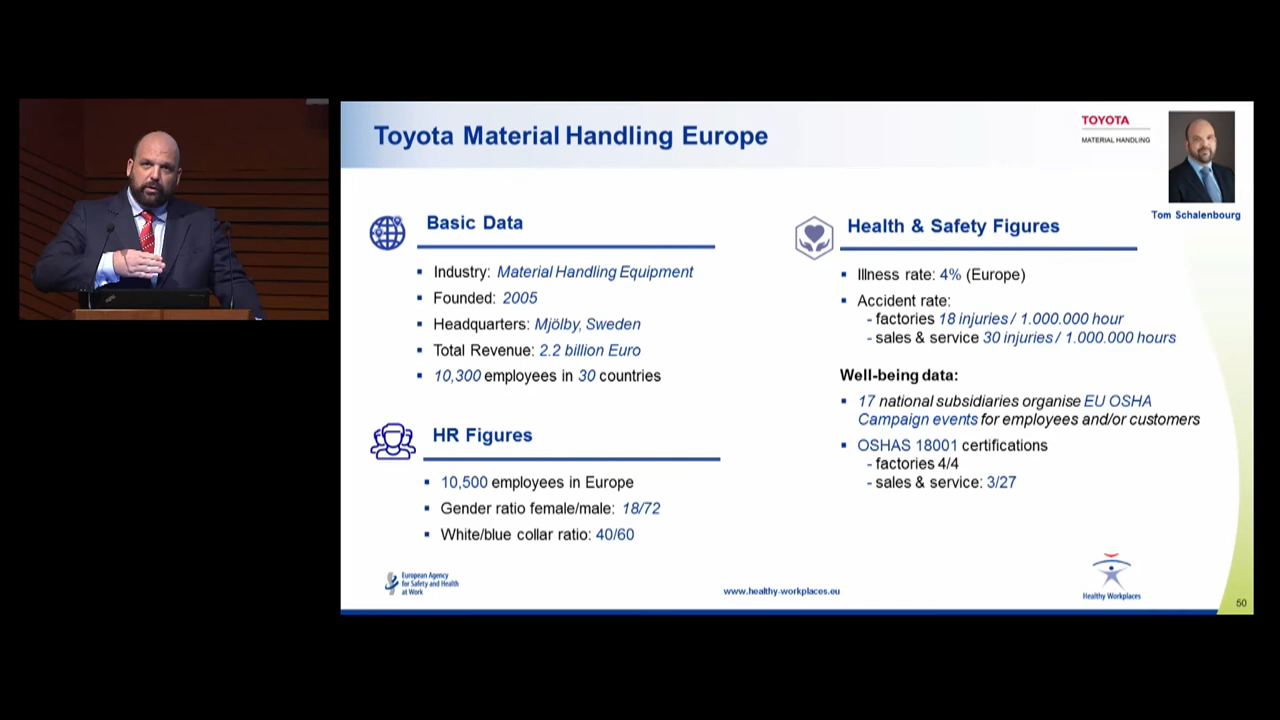 Toyota Material Handling Europe
TOYOTA
MATERIAL HANDLING
Tom Schalenbourg
Basic Data
Industry: Material Handling Equipment
Founded: 2005
Headquarters: Mjölby, Sweden
Total Revenue: 2.2 billion Euro
10,300 employees in 30 countries
HR Figures
10,500 employees in Europe
Gender ratio female/male: 18/72
White/blue collar ratio: 40/60
Health & Safety Figures
Illness rate: 4% (Europe)
Accident rate:
- factories 18 injuries / 1.000.000 hour
- sales & service 30 injuries / 1.000.000 hours
Well-being data:
17 national subsidiaries organise EU OSHA
Campaign events for employees and/or customers
OSHAS 18001 certifications
- factories 4/4
- sales & service: 3/27
European Agency
for Safety and Health
at Work
www.healthy-workplaces.eu
Healthy Workplaces
50